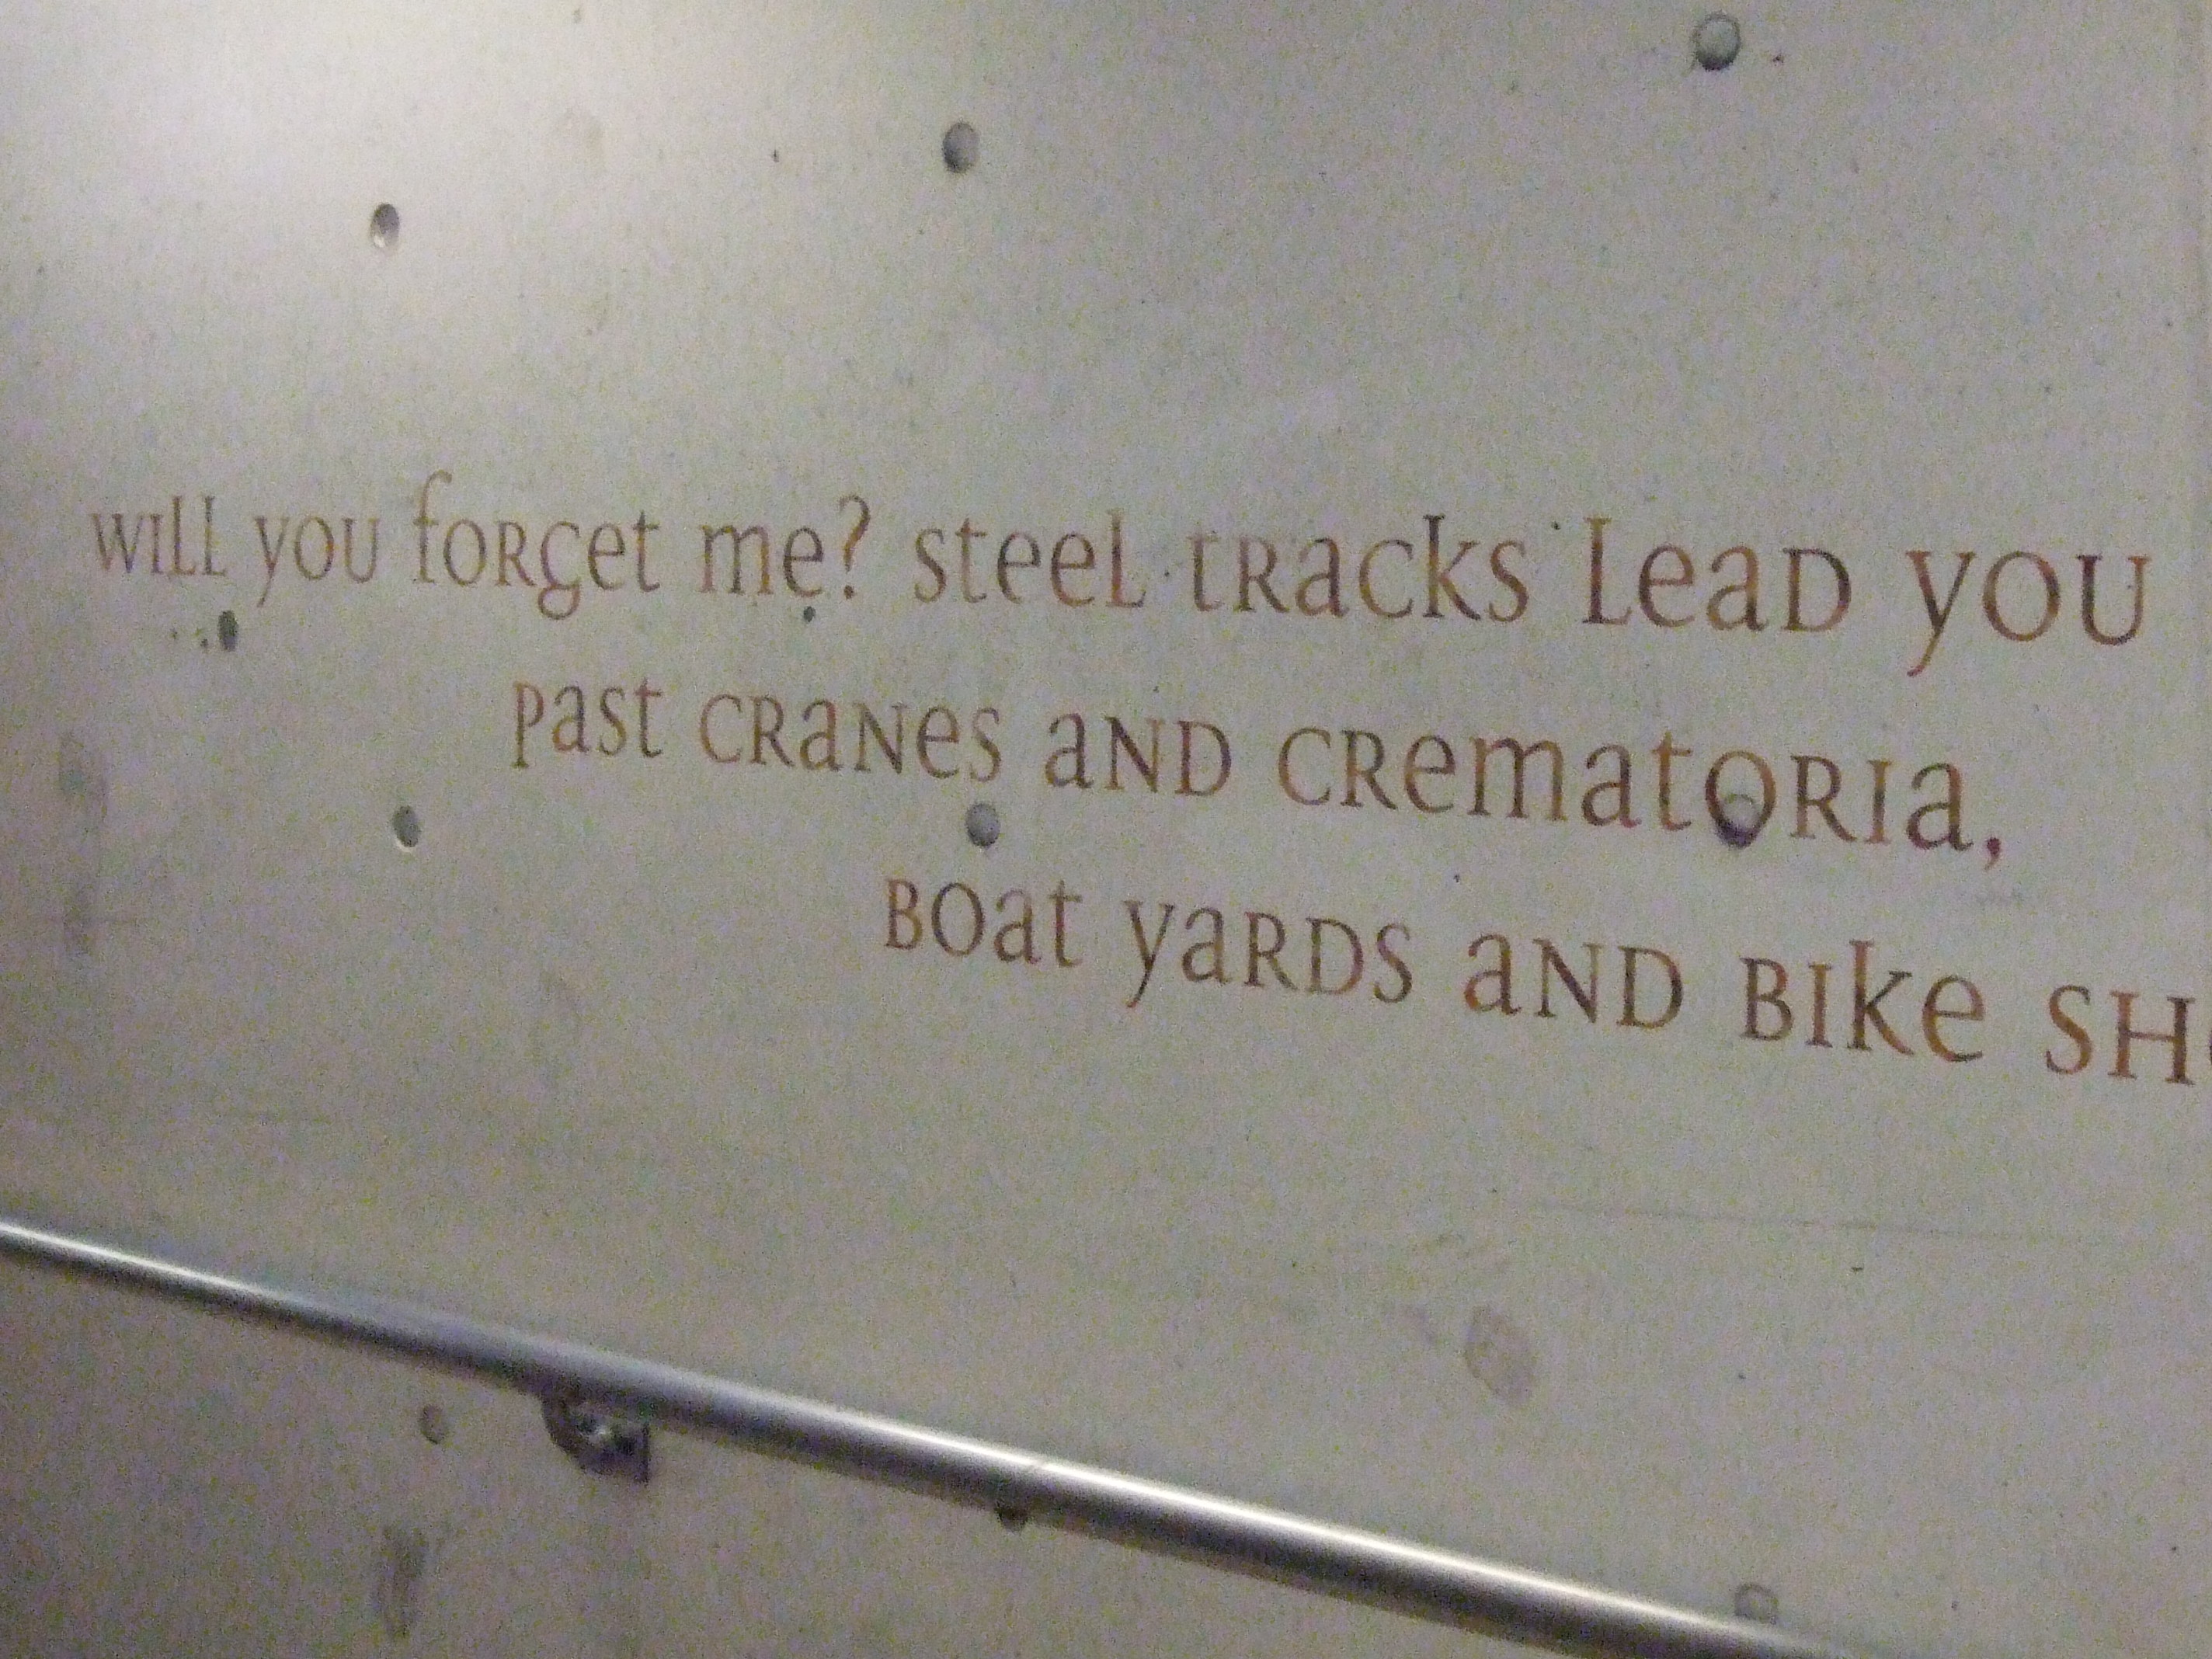 will you forget me? steel tracks lead you
past cranes and crematoria,
boat yards and bike